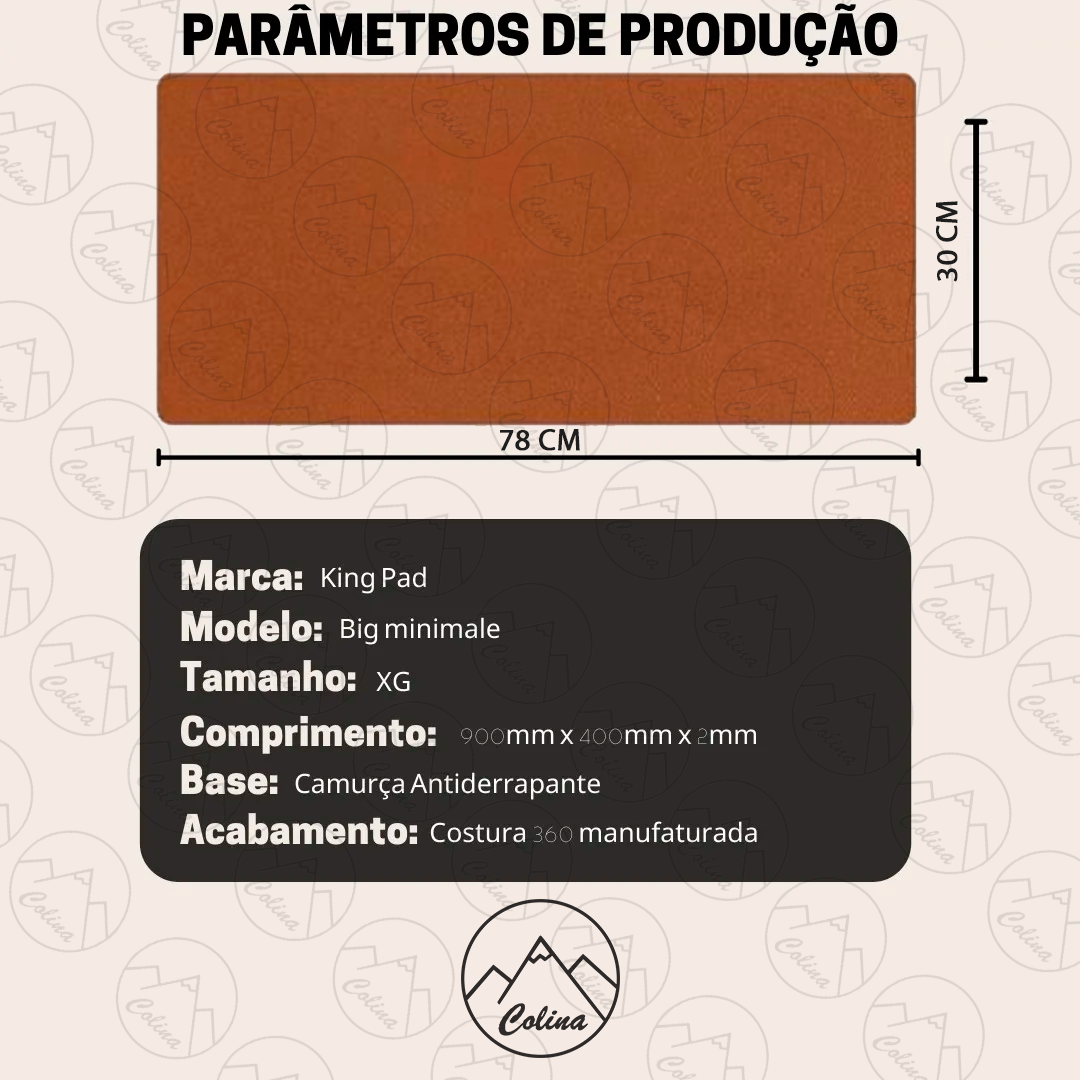 PARÂMETROS DE PRODUÇÃO
30 CM
78 CM
Marca: King Pad
Modelo: Big minimale
Tamanho: XG
Comprimento: 900mm x 400mm x 2mm
Base: Camurça Antiderrapante
Acabamento: Costura 360 manufaturada
Colina